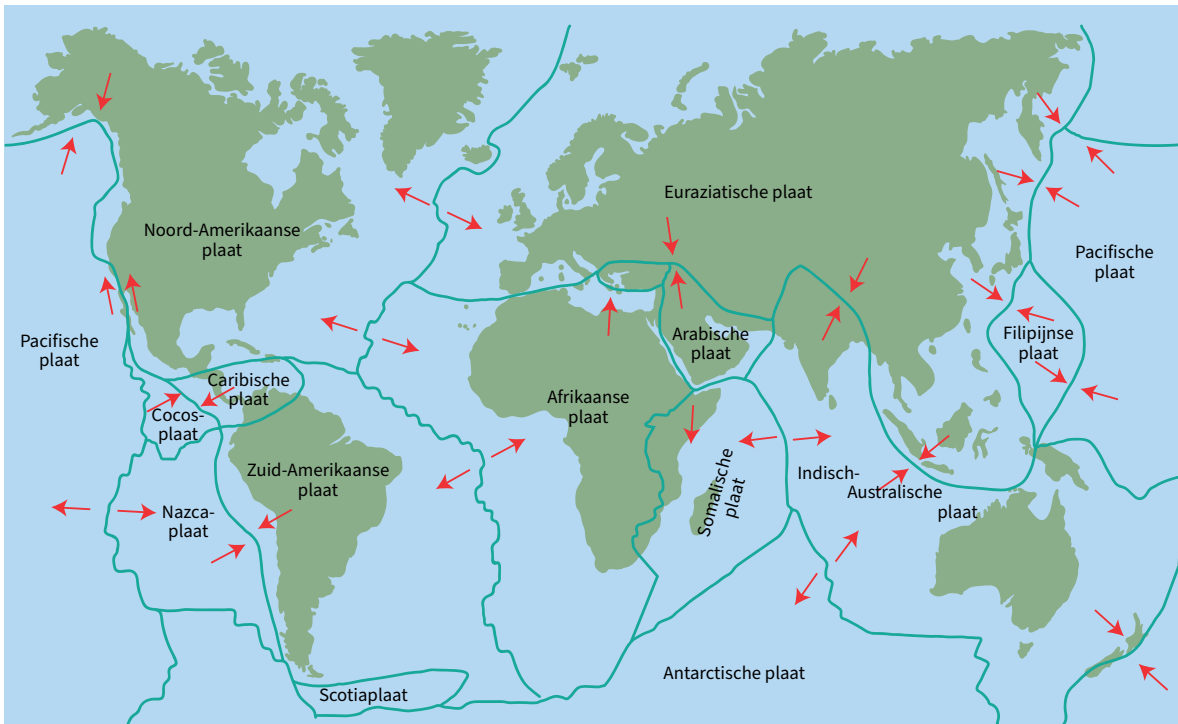 Euraziatische plaat
Noord-Amerikaanse
plaat
Pacifische
plaat
Pacifische
plaat
Filipijnse
plaat
Arabische
plaat
Caribische
plaat
Cocos-
plaat
Afrikaanse
plaat
Zuid-Amerikaanse
plaat
Somalische
plaat
Indisch-
Australische
plaat
Nazca-
plaat
Antarctische plaat
Scotiaplaat